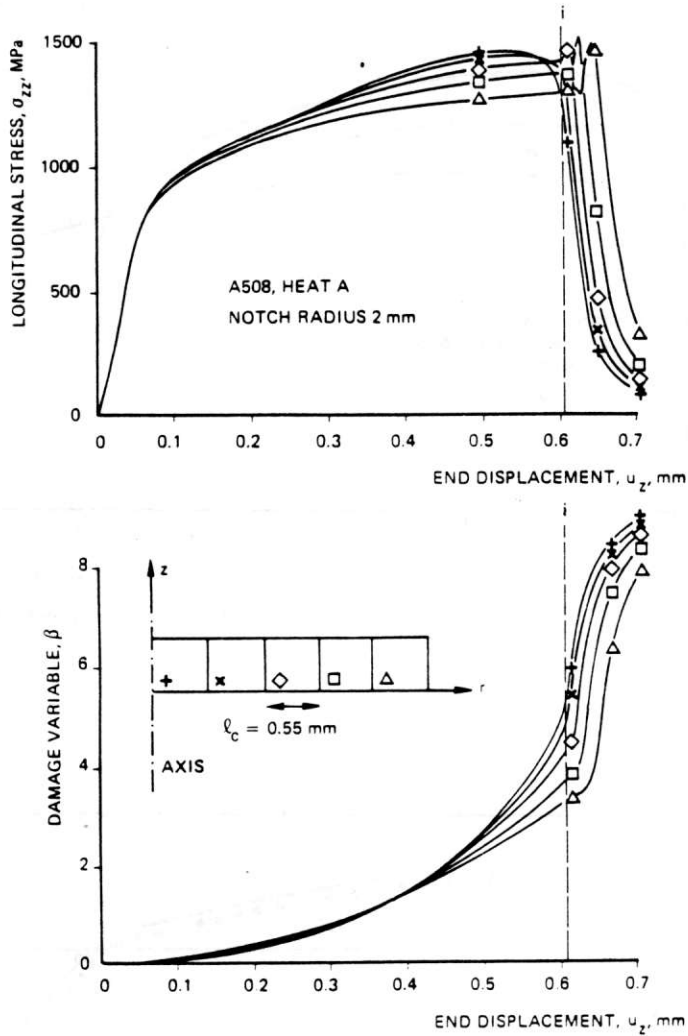 LONGITUDINAL STRESS, σzz, MPa
1500
1000
500
0
A508, HEAT A
NOTCH RADIUS 2 mm
i
0 0.1 0.2 0.3 0.4 0.5 0.6 0.7
END DISPLACEMENT, uz, mm
DAMAGE VARIABLE, β
8
6
4
2
0
z
r
ℓc = 0.55 mm
AXIS
0 0.1 0.2 0.3 0.4 0.5 0.6 0.7
END DISPLACEMENT, uz, mm